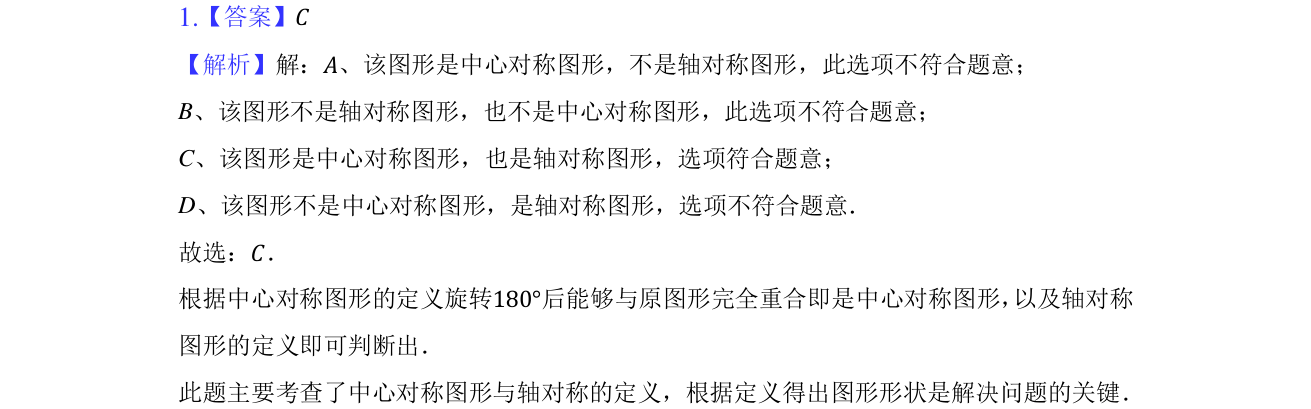 1.【答案】C
【解析】解：A、该图形是中心对称图形，不是轴对称图形，此选项不符合题意；
B、该图形不是轴对称图形，也不是中心对称图形，此选项不符合题意；
C、该图形是中心对称图形，也是轴对称图形，选项符合题意；
D、该图形不是中心对称图形，是轴对称图形，选项不符合题意．
故选：C．
根据中心对称图形的定义旋转180°后能够与原图形完全重合即是中心对称图形，以及轴对称
图形的定义即可判断出．
此题主要考查了中心对称图形与轴对称的定义，根据定义得出图形形状是解决问题的关键．